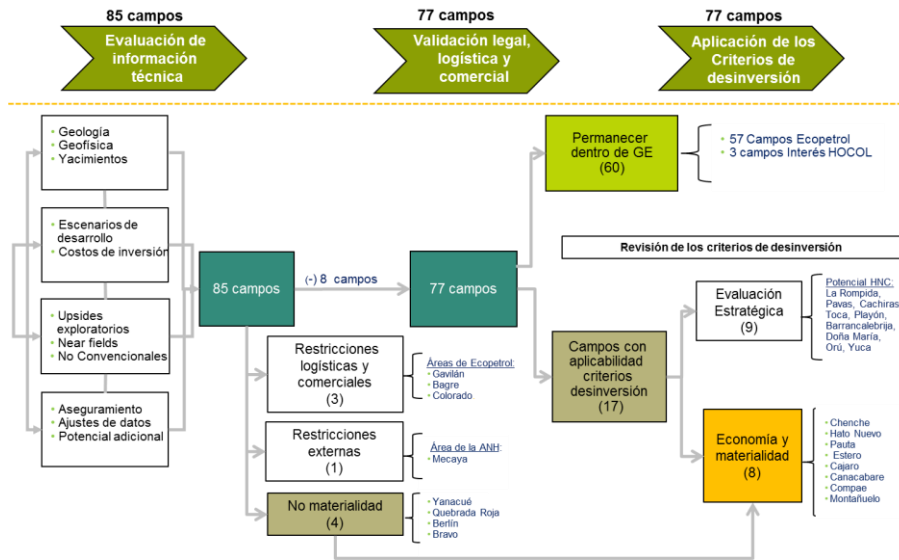 85 campos
77 campos
77 campos
Evaluación de
información
técnica
Validación legal,
logística y
comercial
Aplicación de los
Criterios de
desinversión
Geología
Geofísica
Yacimientos
Escenarios de
desarrollo
Costos de inversión
Upsides
exploratorios
Near fields
No Convencionales
Aseguramiento
Ajustes de datos
Potencial adicional
85 campos
(-) 8 campos
77 campos
Restricciones
logísticas y
comerciales
(3)
Áreas de Ecopetrol:
Gavilán
Bagre
Colorado
Restricciones
externas
(1)
Área de la ANH:
Mecaya
No materialidad
(4)
Yanacué
Quebrada Roja
Berlín
Bravo
Permanecer
dentro de GE
(60)
57 Campos Ecopetrol
3 campos Interés HOCOL
Revisión de los criterios de desinversión
Campos con
aplicabilidad
criterios
desinversión
(17)
Evaluación
Estratégica
(9)
Potencial HNC:
La Rompida,
Pavas, Cachiras
Toca, Playón,
Barrancalebrija,
Doña María,
Orú, Yuca
Economía y
materialidad
(8)
Chenche
Hato Nuevo
Pauta
Estero
Cajaro
Canacabare
Compae
Montañuelo